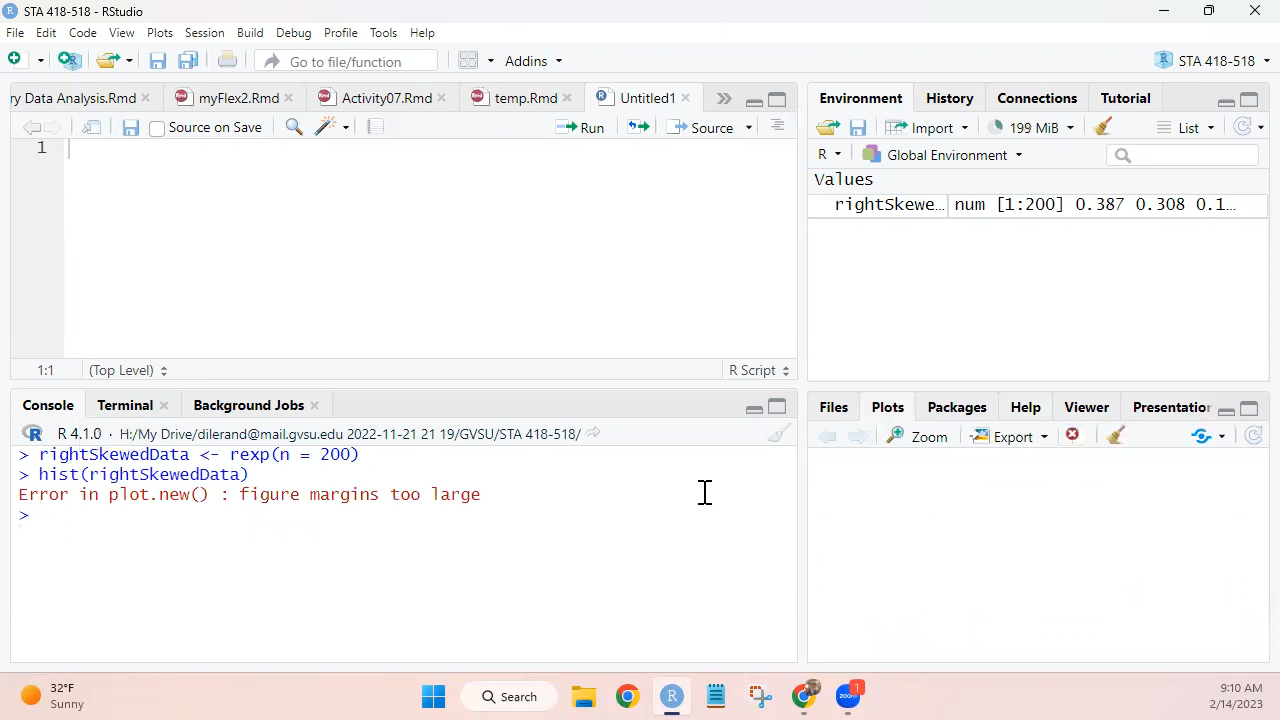 STA 418-518 - RStudio
File Edit Code View Plots Session Build Debug Profile Tools Help
Go to file/function Addins STA 418-518
ry Data Analysis.Rmd myFlex2.Rmd Activity07.Rmd temp.Rmd Untitled1
Source on Save Run Source
1
1:1 (Top Level) R Script
Console Terminal Background Jobs
R 4.1.0 · H:/My Drive/dilerand@mail.gvsu.edu 2022-11-21 21 19/GVSU/STA 418-518/
> rightSkewedData <- rexp(n = 200)
> hist(rightSkewedData)
Error in plot.new() : figure margins too large
>
Environment History Connections Tutorial
Import 199 MiB List
R Global Environment
Values
rightSkewe… num [1:200] 0.387 0.308 0.1…
Files Plots Packages Help Viewer Presentatior
Zoom Export
32°F
Sunny
Search
zoom
1
9:10 AM
2/14/2023